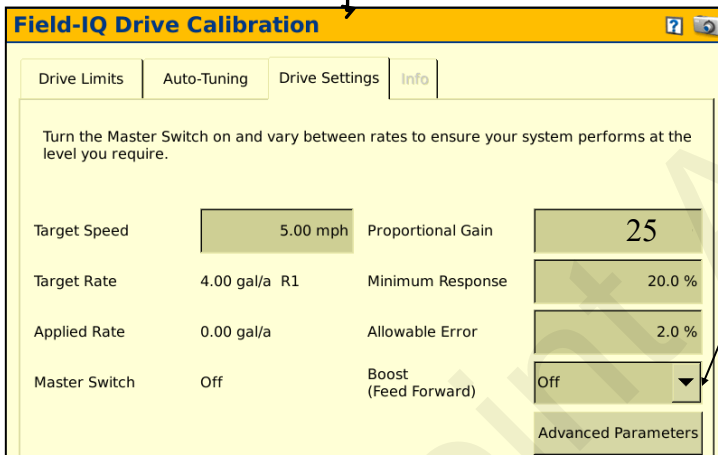 Field-IQ Drive Calibration
Drive Limits Auto-Tuning Drive Settings Info
Turn the Master Switch on and vary between rates to ensure your system performs at the
level you require.
Target Speed 5.00 mph Proportional Gain 25
Target Rate 4.00 gal/a R1 Minimum Response 20.0 %
Applied Rate 0.00 gal/a Allowable Error 2.0 %
Master Switch Off Boost
(Feed Forward) Off
Advanced Parameters